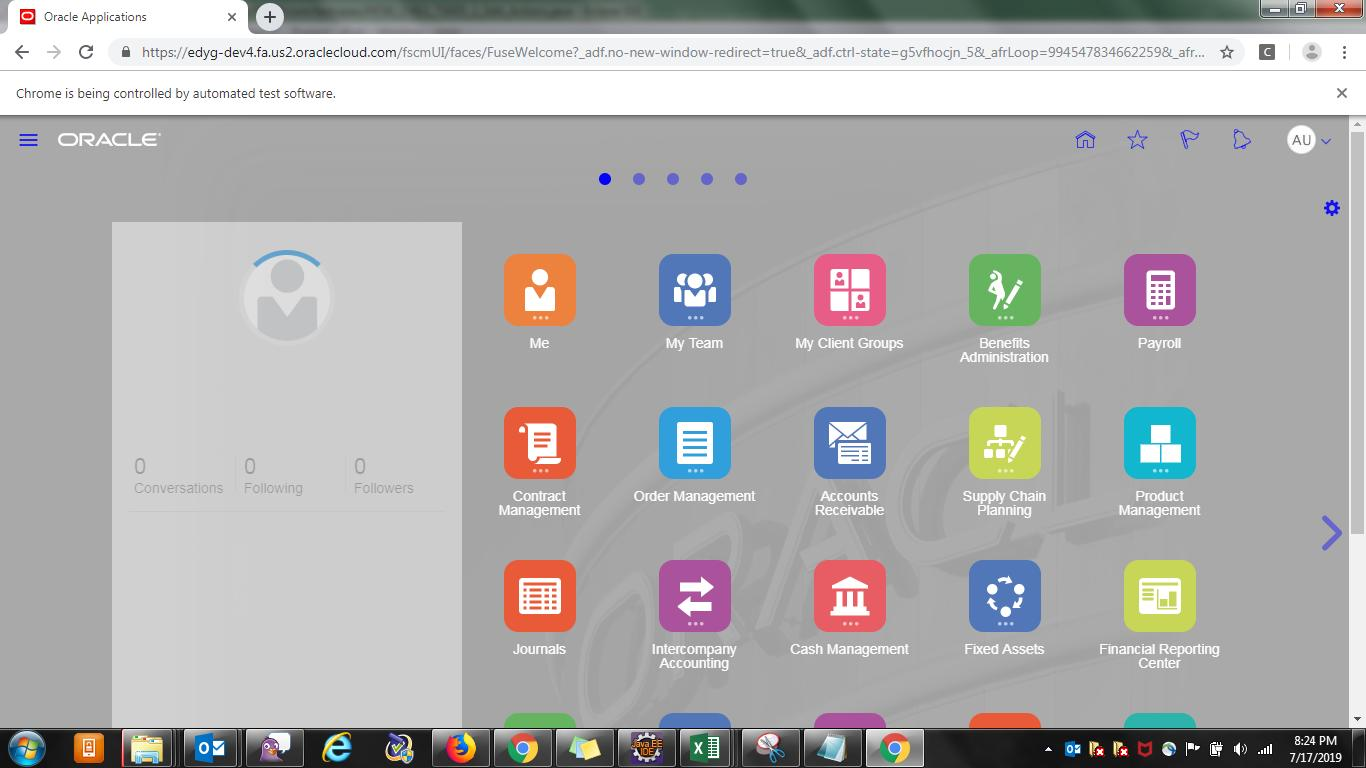 Oracle Applications
https://edyg-dev4.fa.us2.oraclecloud.com/fscmUI/faces/FuseWelcome?_adf.no-new-window-redirect=true&_adf.ctrl-state=g5vfhocjn_5&_afrLoop=9945478346622259&_afr...
C
Chrome is being controlled by automated test software.
ORACLE
AU
Me
My Team
My Client Groups
Benefits
Administration
Payroll
0
Conversations
0
Following
0
Followers
Contract
Management
Order Management
Accounts
Receivable
Supply Chain
Planning
Product
Management
Journals
Intercompany
Accounting
Cash Management
Fixed Assets
Financial Reporting
Center
Java EE
IDE
8:24 PM
7/17/2019